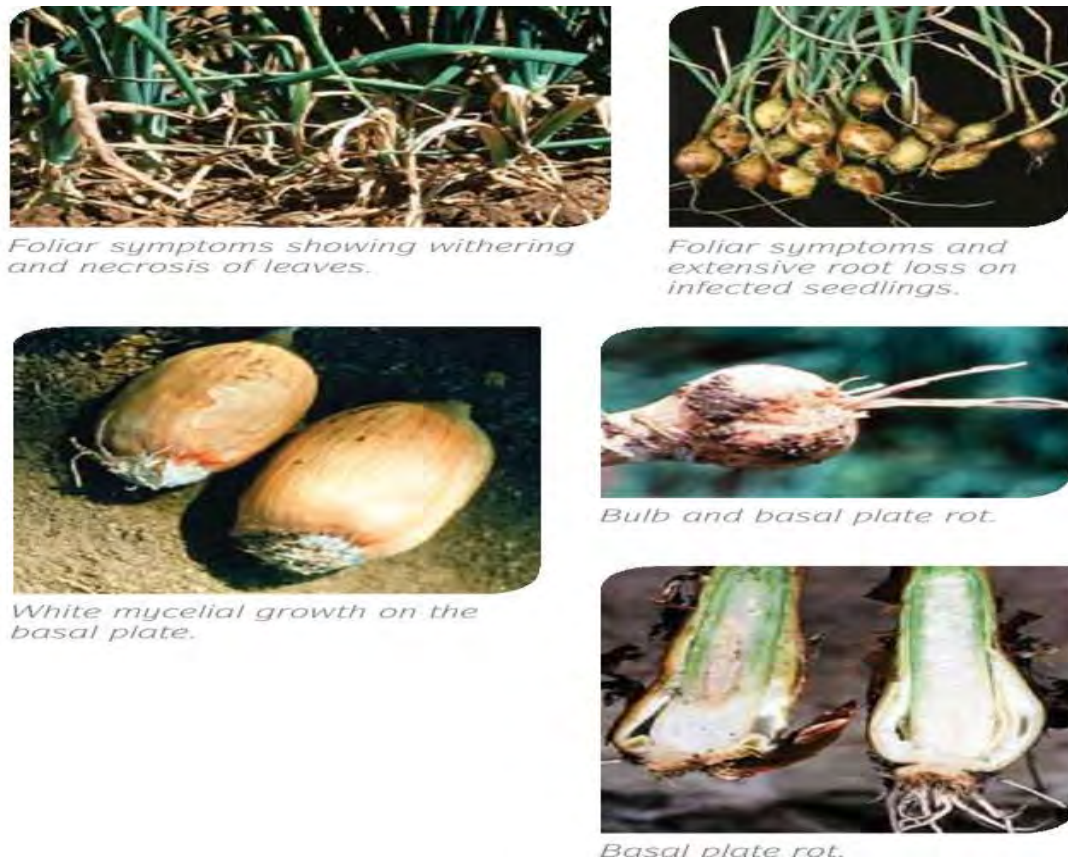 Foliar symptoms showing withering
and necrosis of leaves.
Foliar symptoms and
extensive root loss on
infected seedlings.
White mycelial growth on the
basal plate.
Bulb and basal plate rot.
Basal plate rot.